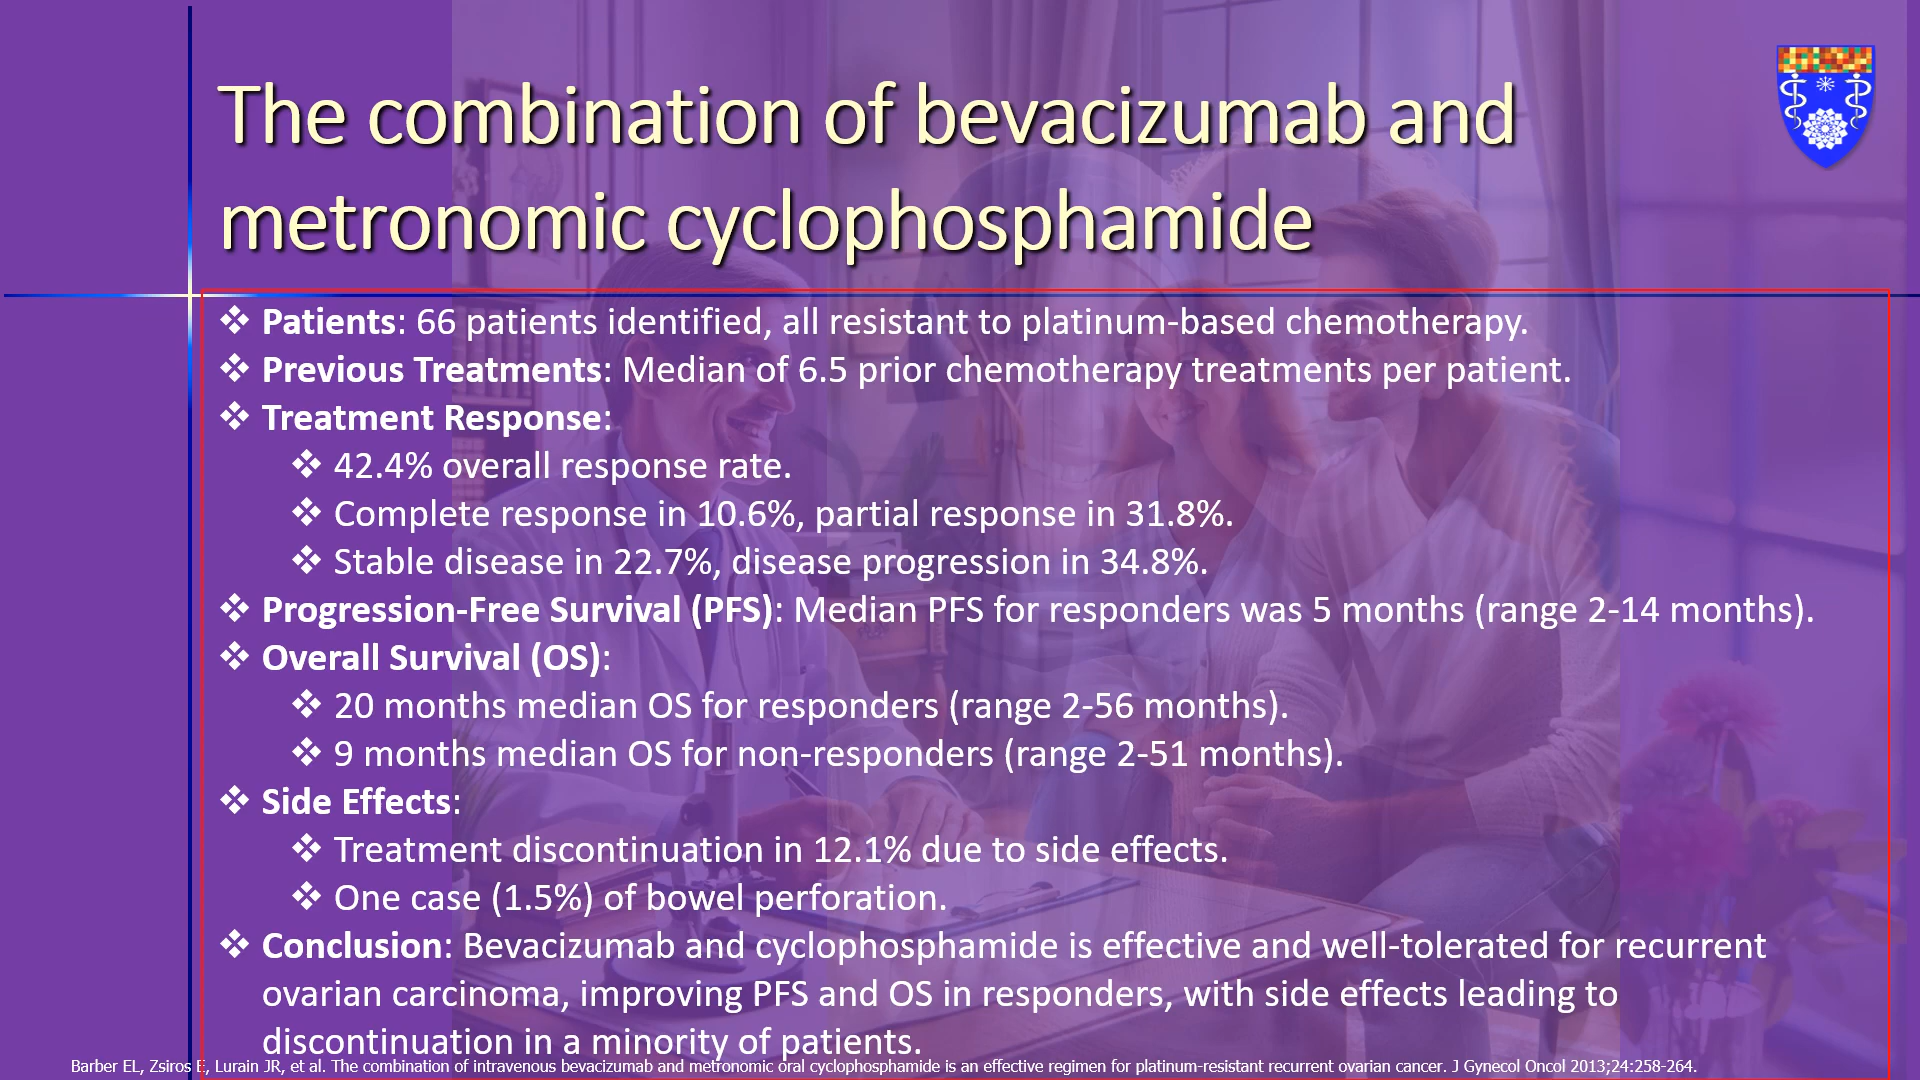 The combination of bevacizumab and
metronomic cyclophosphamide
❖ Patients: 66 patients identified, all resistant to platinum-based chemotherapy.
❖ Previous Treatments: Median of 6.5 prior chemotherapy treatments per patient.
❖ Treatment Response:
❖ 42.4% overall response rate.
❖ Complete response in 10.6%, partial response in 31.8%.
❖ Stable disease in 22.7%, disease progression in 34.8%.
❖ Progression-Free Survival (PFS): Median PFS for responders was 5 months (range 2-14 months).
❖ Overall Survival (OS):
❖ 20 months median OS for responders (range 2-56 months).
❖ 9 months median OS for non-responders (range 2-51 months).
❖ Side Effects:
❖ Treatment discontinuation in 12.1% due to side effects.
❖ One case (1.5%) of bowel perforation.
❖ Conclusion: Bevacizumab and cyclophosphamide is effective and well-tolerated for recurrent
ovarian carcinoma, improving PFS and OS in responders, with side effects leading to
discontinuation in a minority of patients.
Barber EL, Zsiros E, Lurain JR, et al. The combination of intravenous bevacizumab and metronomic oral cyclophosphamide is an effective regimen for platinum-resistant recurrent ovarian cancer. J Gynecol Oncol 2013;24:258-264.